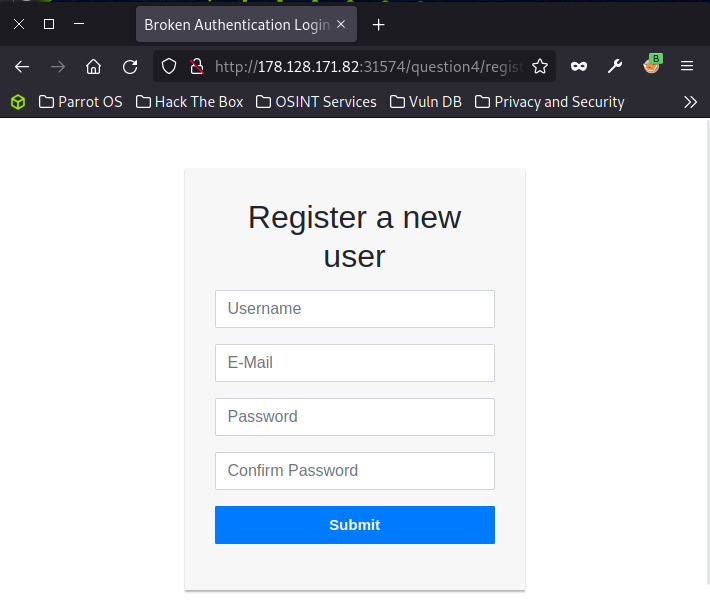 Broken Authentication Login
http://178.128.171.82:31574/question4/regist
B
Parrot OS Hack The Box OSINT Services Vuln DB Privacy and Security
Register a new
user
Username
E-Mail
Password
Confirm Password
Submit